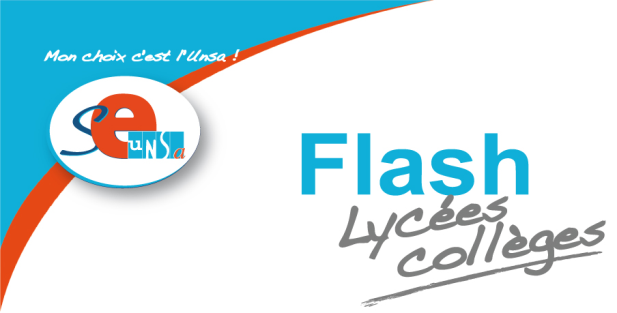 Mon choix c'est l'Unsa !
SE
UNSa
Flash
Lycées
collèges